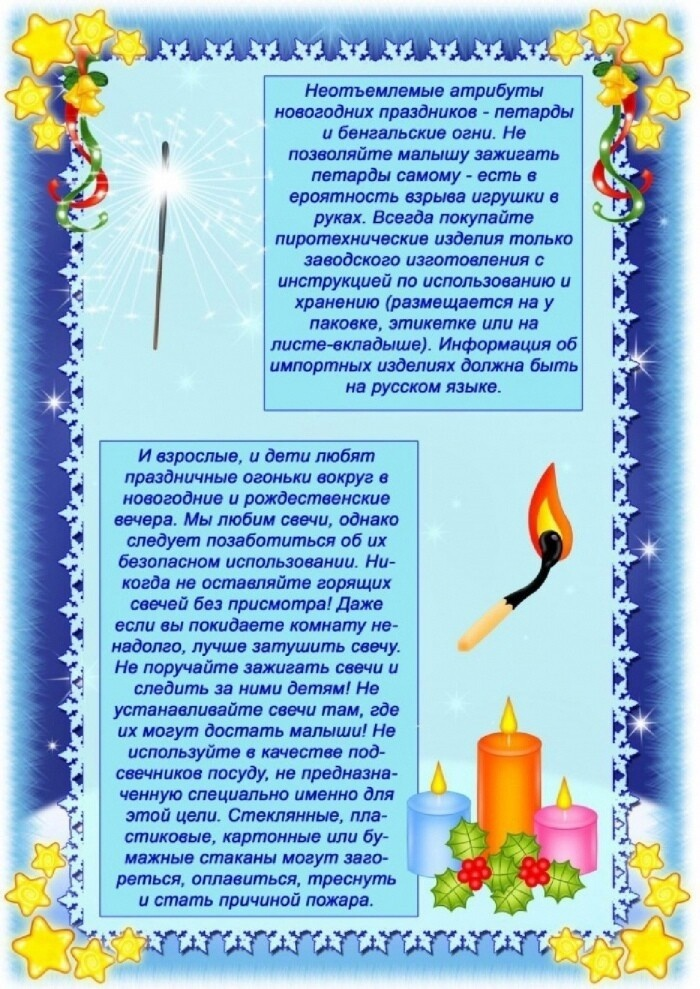 Неотъемлемые атрибуты
новогодних праздников - петарды
и бенгальские огни. Не
позволяйте малышу зажигать
петарды самому - есть в
ероятность взрыва игрушки в
руках. Всегда покупайте
пиротехнические изделия только
заводского изготовления с
инструкцией по использованию и
хранению (размещается на у
паковке, этикетке или на
листе-вкладыше). Информация об
импортных изделиях должна быть
на русском языке.
И взрослые, и дети любят
праздничные огоньки вокруг в
новогодние и рождественские
вечера. Мы любим свечи, однако
следует позаботиться об их
безопасном использовании. Ни-
когда не оставляйте горящих
свечей без присмотра! Даже
если вы покидаете комнату не-
надолго, лучше затушить свечу.
Не поручайте зажигать свечи и
следить за ними детям! Не
устанавливайте свечи там, где
их могут достать малыши! Не
используйте в качестве под-
свечников посуду, не предназна-
ченную специально именно для
этой цели. Стеклянные, пла-
стиковые, картонные или бу-
мажные стаканы могут заго-
реться, оплавиться, треснуть
и стать причиной пожара.